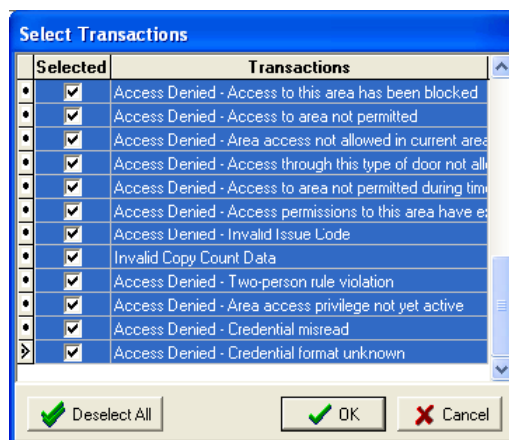 Select Transactions
Selected Transactions
Access Denied - Access to this area has been blocked
Access Denied - Access to area not permitted
Access Denied - Area access not allowed in current area
Access Denied - Access through this type of door not all
Access Denied - Access to area not permitted during time
Access Denied - Access permissions to this area have e
Access Denied - Invalid Issue Code
Invalid Copy Count Data
Access Denied - Two-person rule violation
Access Denied - Area access privilege not yet active
Access Denied - Credential misread
Access Denied - Credential format unknown
Deselect All OK Cancel